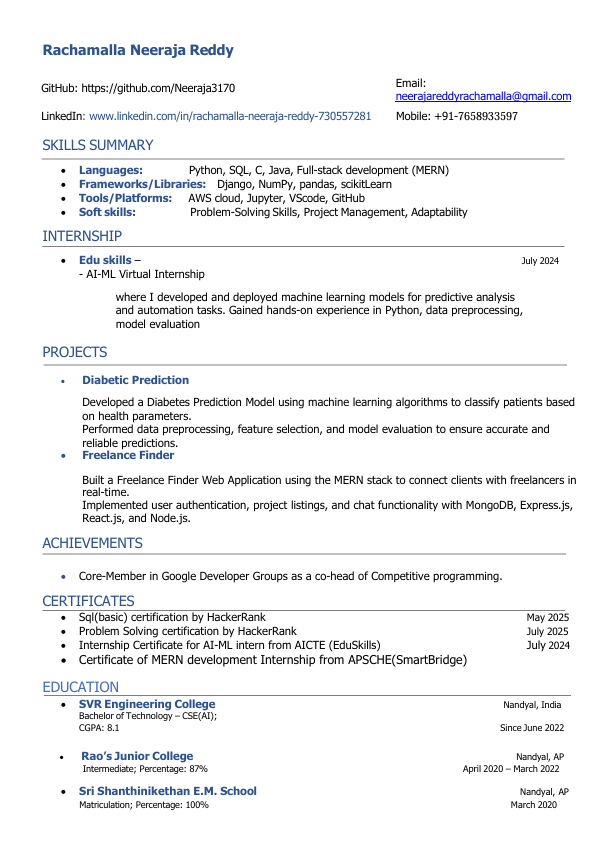 Rachamalla Neeraja Reddy
GitHub: https://github.com/Neeraja3170
Email:
neerajareddyrachamalla@gmail.com
LinkedIn: www.linkedin.com/in/rachamalla-neeraja-reddy-730557281
Mobile: +91-7658933597
SKILLS SUMMARY
• Languages: Python, SQL, C, Java, Full-stack development (MERN)
• Frameworks/Libraries: Django, NumPy, pandas, scikitLearn
• Tools/Platforms: AWS cloud, Jupyter, VScode, GitHub
• Soft skills: Problem-Solving Skills, Project Management, Adaptability
INTERNSHIP
• Edu skills – July 2024
- AI-ML Virtual Internship
where I developed and deployed machine learning models for predictive analysis
and automation tasks. Gained hands-on experience in Python, data preprocessing,
model evaluation
PROJECTS
• Diabetic Prediction
Developed a Diabetes Prediction Model using machine learning algorithms to classify patients based
on health parameters.
Performed data preprocessing, feature selection, and model evaluation to ensure accurate and
reliable predictions.
• Freelance Finder
Built a Freelance Finder Web Application using the MERN stack to connect clients with freelancers in
real-time.
Implemented user authentication, project listings, and chat functionality with MongoDB, Express.js,
React.js, and Node.js.
ACHIEVEMENTS
• Core-Member in Google Developer Groups as a co-head of Competitive programming.
CERTIFICATES
• Sql(basic) certification by HackerRank May 2025
• Problem Solving certification by HackerRank July 2025
• Internship Certificate for AI-ML intern from AICTE (EduSkills) July 2024
• Certificate of MERN development Internship from APSCHE(SmartBridge)
EDUCATION
• SVR Engineering College Nandyal, India
Bachelor of Technology – CSE(AI);
CGPA: 8.1 Since June 2022
• Rao's Junior College Nandyal, AP
Intermediate; Percentage: 87% April 2020 – March 2022
• Sri Shanthinikethan E.M. School Nandyal, AP
Matriculation; Percentage: 100% March 2020